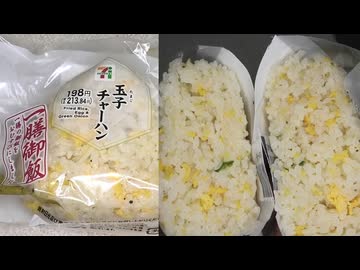 198円
(税込213.84円)
たまご
玉子
チャーハン
Fried Rice,
Egg &
Green Onion
一膳御飯